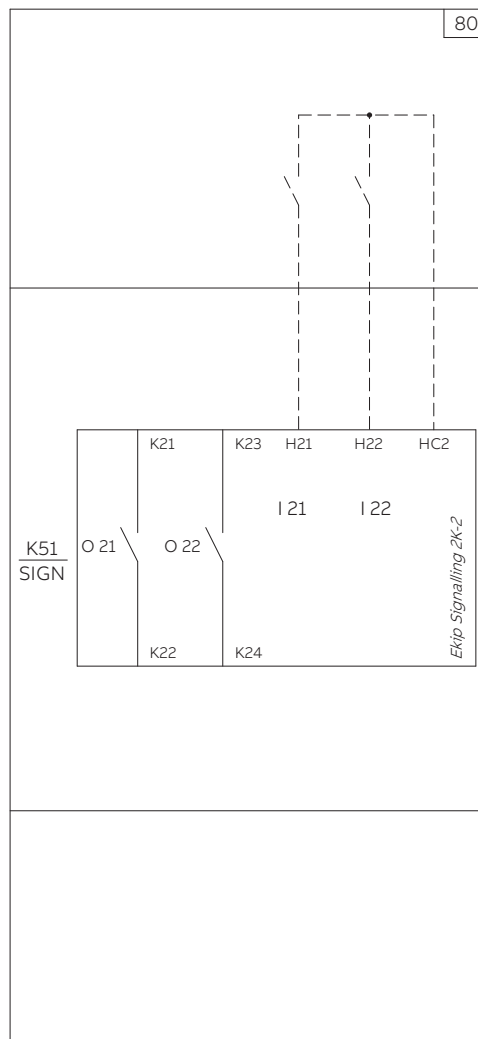 80
K21
K23
H21
H22
HC2
I 21
I 22
K51
SIGN
O 21
O 22
Ekip Signalling 2K-2
K22
K24